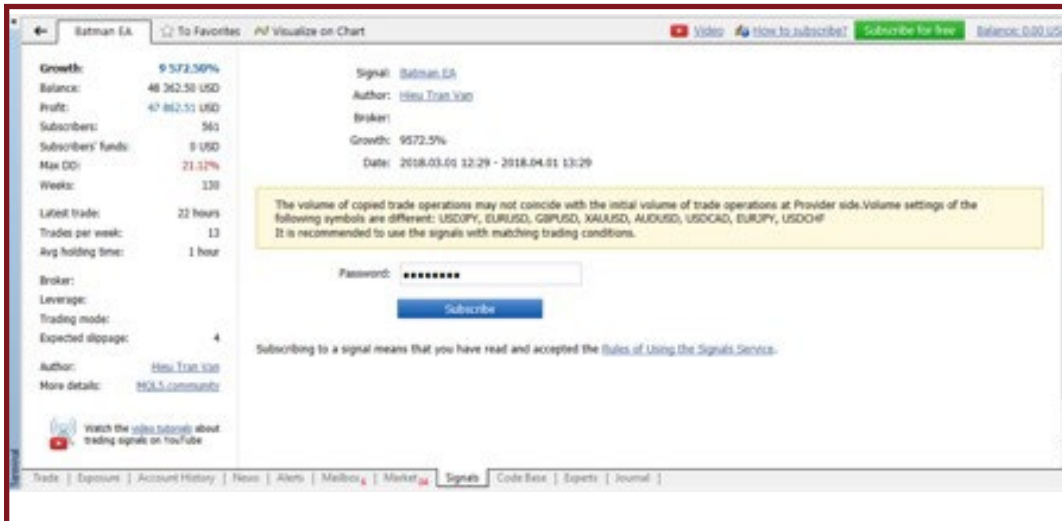 Batman EA To Favorites Visualize on Chart Video How to subscribe? Subscribe for free Balance: 0.00 US
Growth: 9 572.50%
Balance: 48 362.50 USD
Profit: 47 862.51 USD
Subscribers: 561
Subscribers' funds: 0 USD
Max DD: 21.12%
Weeks: 130
Latest trade: 22 hours
Trades per week: 13
Avg holding time: 1 hour
Broker:
Leverage:
Trading mode:
Expected slippage: 4
Author: Hieu Tran Van
More details: MQL5.community
Watch the video tutorials about
trading signals on YouTube
Signal: Batman EA
Author: Hieu Tran Van
Broker:
Growth: 9572.5%
Date: 2018.03.01 12:29 - 2018.04.01 13:29
The volume of copied trade operations may not coincide with the initial volume of trade operations at Provider side.Volume settings of the
following symbols are different: USDJPY, EURUSD, GBPUSD, XAUUSD, AUDUSD, USDCAD, EURJPY, USDCHF
It is recommended to use the signals with matching trading conditions.
Password: ●●●●●●●●
Subscribe
Subscribing to a signal means that you have read and accepted the Rules of Using the Signals Service.
Terminal
Trade | Exposure | Account History | News | Alerts | Mailbox | Market | Signals | Code Base | Experts | Journal |